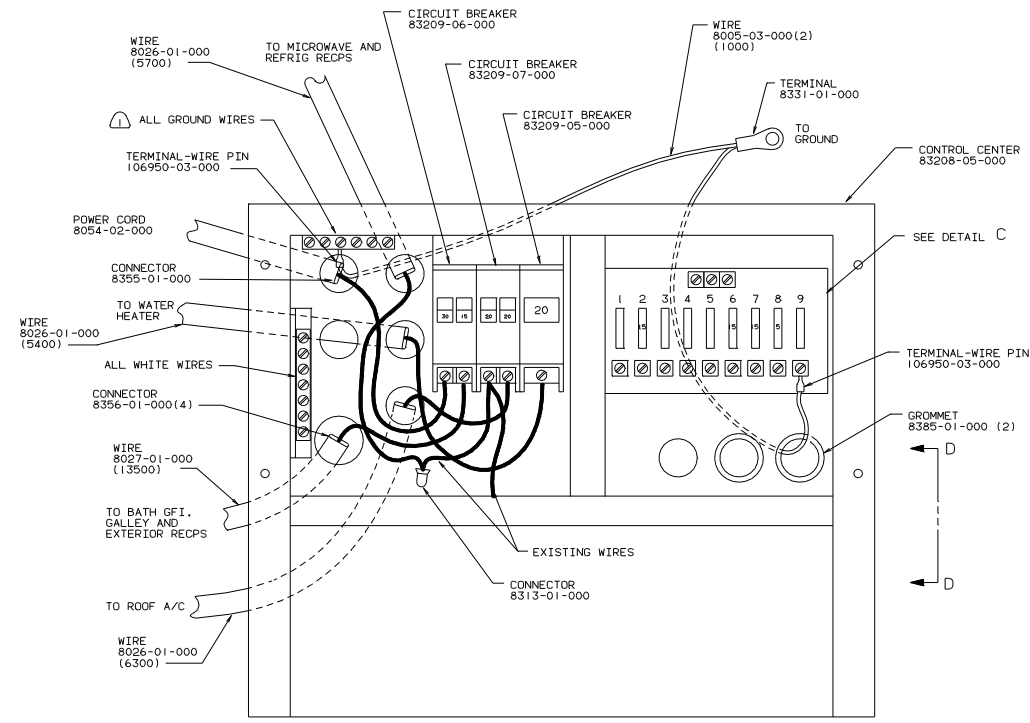 CIRCUIT BREAKER
83209-06-000
WIRE
8026-01-000
(5700)
TO MICROWAVE AND
REFRIG RECPS
CIRCUIT BREAKER
83209-07-000
WIRE
8005-03-000(2)
(1000)
TERMINAL
8331-01-000
1 ALL GROUND WIRES
CIRCUIT BREAKER
83209-05-000
TO
GROUND
TERMINAL-WIRE PIN
106950-03-000
CONTROL CENTER
83208-05-000
POWER CORD
8054-02-000
SEE DETAIL C
CONNECTOR
8355-01-000
TO WATER
HEATER
WIRE
8026-01-000
(5400)
30 15 20 20 20
1 2 3 4 5 6 7 8 9
15 15 15 5
ALL WHITE WIRES
TERMINAL-WIRE PIN
106950-03-000
CONNECTOR
8356-01-000(4)
GROMMET
8385-01-000 (2)
WIRE
8027-01-000
(13500)
D
TO BATH GFI,
GALLEY AND
EXTERIOR RECPS
EXISTING WIRES
CONNECTOR
8313-01-000
D
TO ROOF A/C
WIRE
8026-01-000
(6300)